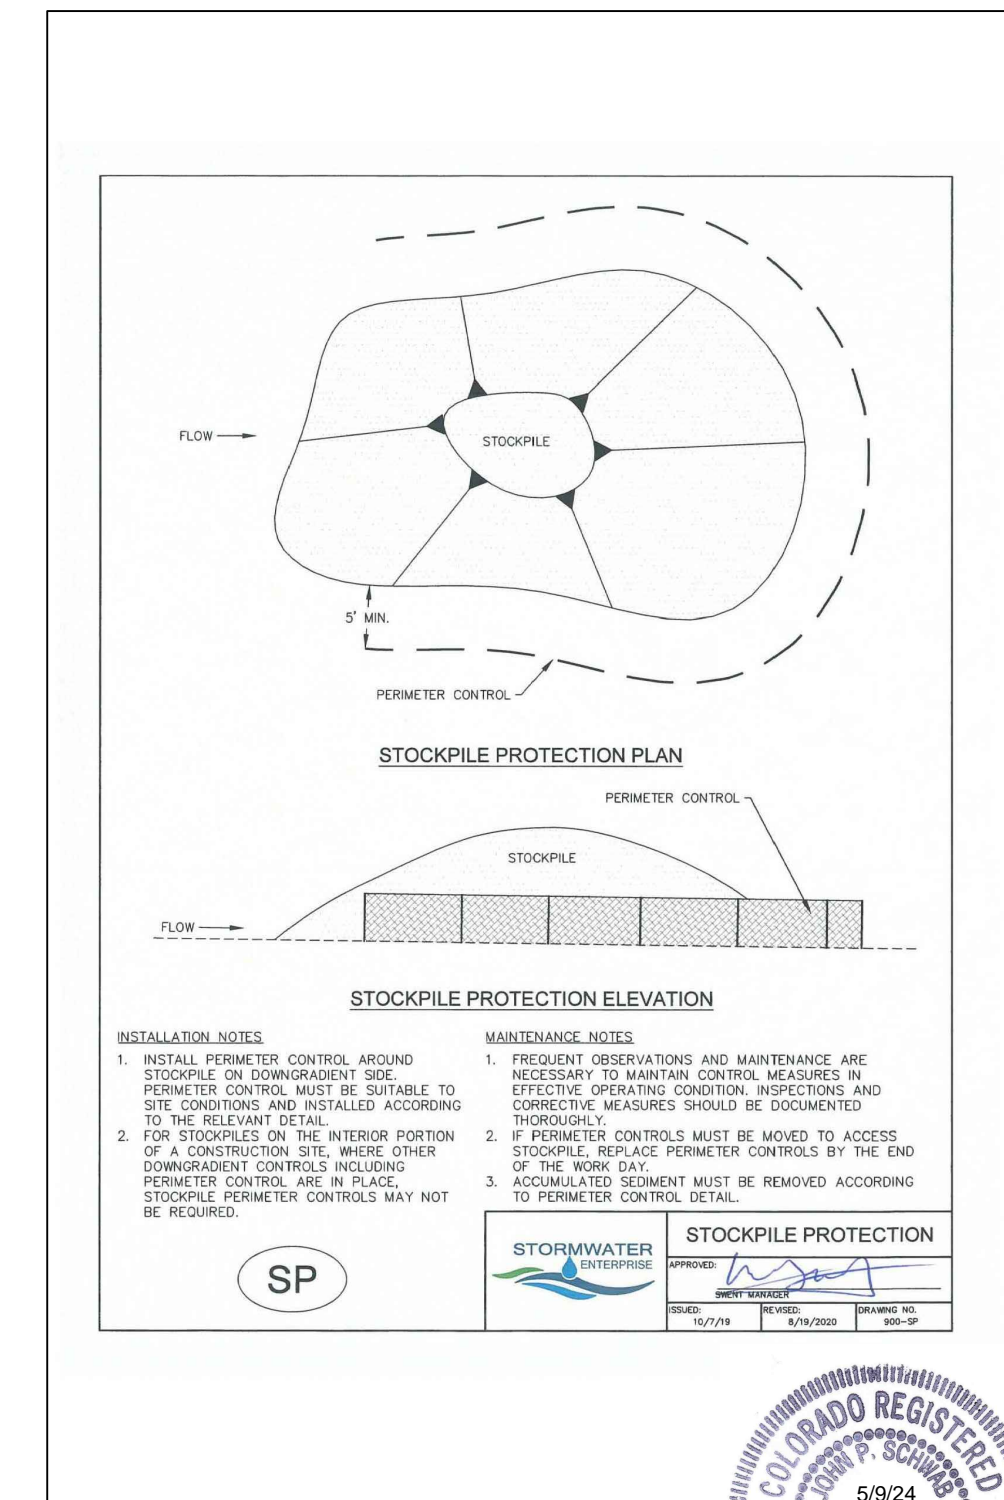 FLOW
STOCKPILE
5' MIN.
PERIMETER CONTROL
STOCKPILE PROTECTION PLAN
PERIMETER CONTROL
STOCKPILE
FLOW
STOCKPILE PROTECTION ELEVATION
INSTALLATION NOTES
1. INSTALL PERIMETER CONTROL AROUND
STOCKPILE ON DOWNGRADIENT SIDE.
PERIMETER CONTROL MUST BE SUITABLE TO
SITE CONDITIONS AND INSTALLED ACCORDING
TO THE RELEVANT DETAIL.
2. FOR STOCKPILES ON THE INTERIOR PORTION
OF A CONSTRUCTION SITE, WHERE OTHER
DOWNGRADIENT CONTROLS INCLUDING
PERIMETER CONTROL ARE IN PLACE,
STOCKPILE PERIMETER CONTROLS MAY NOT
BE REQUIRED.
MAINTENANCE NOTES
1. FREQUENT OBSERVATIONS AND MAINTENANCE ARE
NECESSARY TO MAINTAIN CONTROL MEASURES IN
EFFECTIVE OPERATING CONDITION. INSPECTIONS AND
CORRECTIVE MEASURES SHOULD BE DOCUMENTED
THOROUGHLY.
2. IF PERIMETER CONTROLS MUST BE MOVED TO ACCESS
STOCKPILE, REPLACE PERIMETER CONTROLS BY THE END
OF THE WORK DAY.
3. ACCUMULATED SEDIMENT MUST BE REMOVED ACCORDING
TO PERIMETER CONTROL DETAIL.
SP
STORMWATER
ENTERPRISE
STOCKPILE PROTECTION
APPROVED:
SWENT MANAGER
ISSUED:
10/7/19
REVISED:
8/19/2020
DRAWING NO.
900-SP
COLORADO REGISTERED
JOHN P. SCHWAB
5/9/24